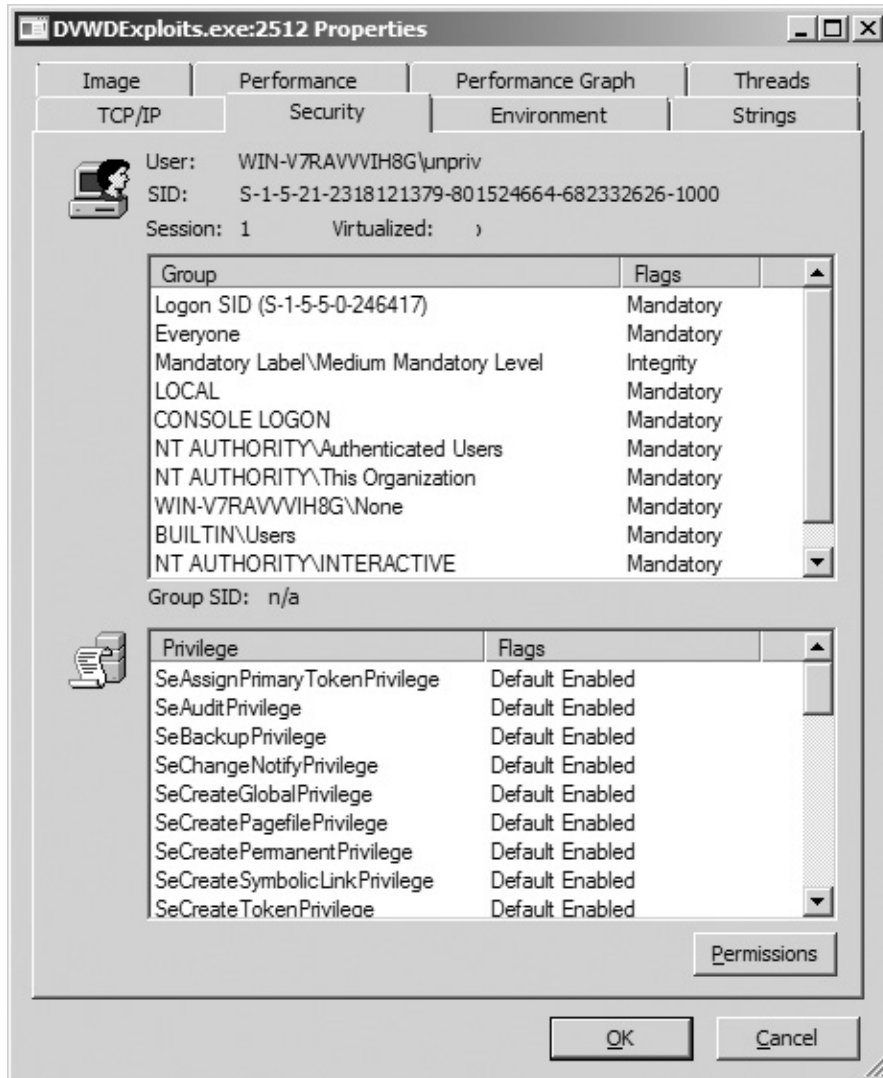 DVWDExploits.exe:2512 Properties
Image Performance Performance Graph Threads
TCP/IP Security Environment Strings
User: WIN-V7RAVVVIH8G\unpriv
SID: S-1-5-21-2318121379-801524664-682332626-1000
Session: 1 Virtualized:
Group Flags
Logon SID (S-1-5-5-0-246417) Mandatory
Everyone Mandatory
Mandatory Label\Medium Mandatory Level Integrity
LOCAL Mandatory
CONSOLE LOGON Mandatory
NT AUTHORITY\Authenticated Users Mandatory
NT AUTHORITY\This Organization Mandatory
WIN-V7RAVVVIH8G\None Mandatory
BUILTIN\Users Mandatory
NT AUTHORITY\INTERACTIVE Mandatory
Group SID: n/a
Privilege Flags
SeAssignPrimaryTokenPrivilege Default Enabled
SeAuditPrivilege Default Enabled
SeBackupPrivilege Default Enabled
SeChangeNotifyPrivilege Default Enabled
SeCreateGlobalPrivilege Default Enabled
SeCreatePagefilePrivilege Default Enabled
SeCreatePermanentPrivilege Default Enabled
SeCreateSymbolicLinkPrivilege Default Enabled
SeCreateTokenPrivilege Default Enabled
Permissions
OK Cancel